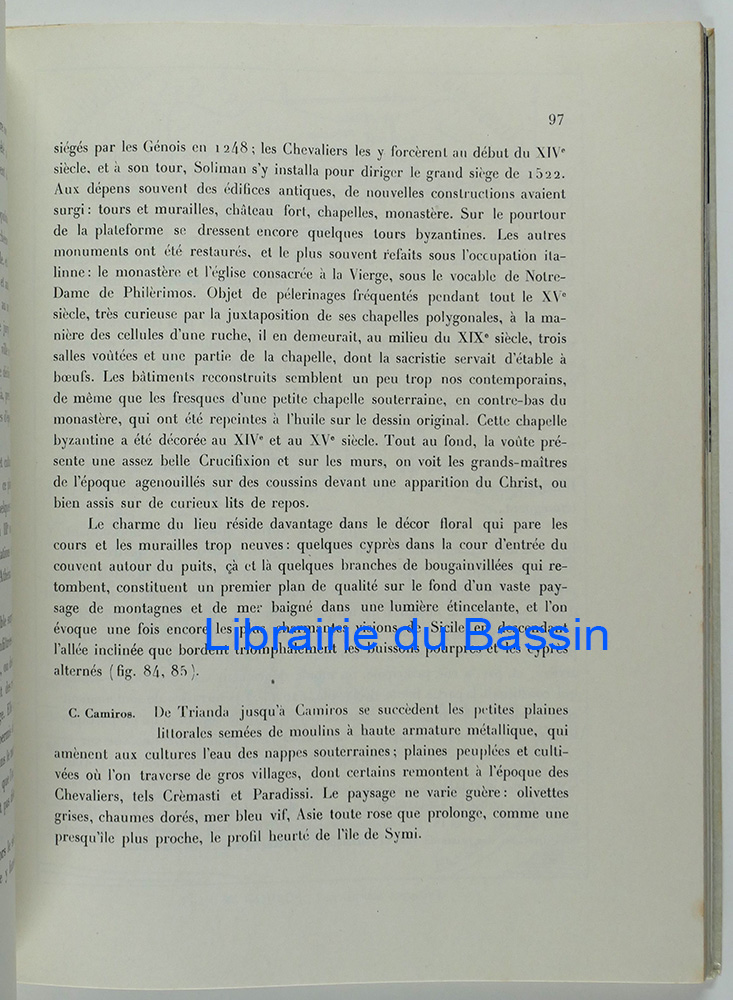 97
siégés par les Génois en 1248 ; les Chevaliers les y forcèrent au début du XIVe
siècle, et à son tour, Soliman s'y installa pour diriger le grand siège de 1522.
Aux dépens souvent des édifices antiques, de nouvelles constructions avaient
surgi : tours et murailles, château fort, chapelles, monastère. Sur le pourtour
de la plateforme se dressent encore quelques tours byzantines. Les autres
monuments ont été restaurés, et le plus souvent refaits sous l'occupation ita-
linne : le monastère et l'église consacrée à la Vierge, sous le vocable de Notre-
Dame de Philèrimos. Objet de pélerinages fréquentés pendant tout le XVe
siècle, très curieuse par la juxtaposition de ses chapelles polygonales, à la ma-
nière des cellules d'une ruche, il en demeurait, au milieu du XIXe siècle, trois
salles voûtées et une partie de la chapelle, dont la sacristie servait d'étable à
bœufs. Les bâtiments reconstruits semblent un peu trop nos contemporains,
de même que les fresques d'une petite chapelle souterraine, en contre-bas du
monastère, qui ont été repeintes à l'huile sur le dessin original. Cette chapelle
byzantine a été décorée au XIVe et au XVe siècle. Tout au fond, la voûte pré-
sente une assez belle Crucifixion et sur les murs, on voit les grands-maîtres
de l'époque agenouillés sur des coussins devant une apparition du Christ, ou
bien assis sur de curieux lits de repos.
Le charme du lieu réside davantage dans le décor floral qui pare les
cours et les murailles trop neuves : quelques cyprès dans la cour d'entrée du
couvent autour du puits, çà et là quelques branches de bougainvillées qui re-
tombent, constituent un premier plan de qualité sur le fond d'un vaste pay-
sage de montagnes et de mer baigné dans une lumière étincelante, et l'on
évoque une fois encore les plus charmantes visions de Sicile en descendant
l'allée inclinée que bordent triomphalement les buissons pourprés et les cyprès
alternés (fig. 84, 85).
Librairie du Bassin
C. Camiros. De Trianda jusqu'à Camiros se succèdent les petites plaines
littorales semées de moulins à haute armature métallique, qui
amènent aux cultures l'eau des nappes souterraines ; plaines peuplées et culti-
vées où l'on traverse de gros villages, dont certains remontent à l'époque des
Chevaliers, tels Crèmasti et Paradissi. Le paysage ne varie guère : olivettes
grises, chaumes dorés, mer bleu vif, Asie toute rose que prolonge, comme une
presqu'île plus proche, le profil heurté de l'île de Symi.